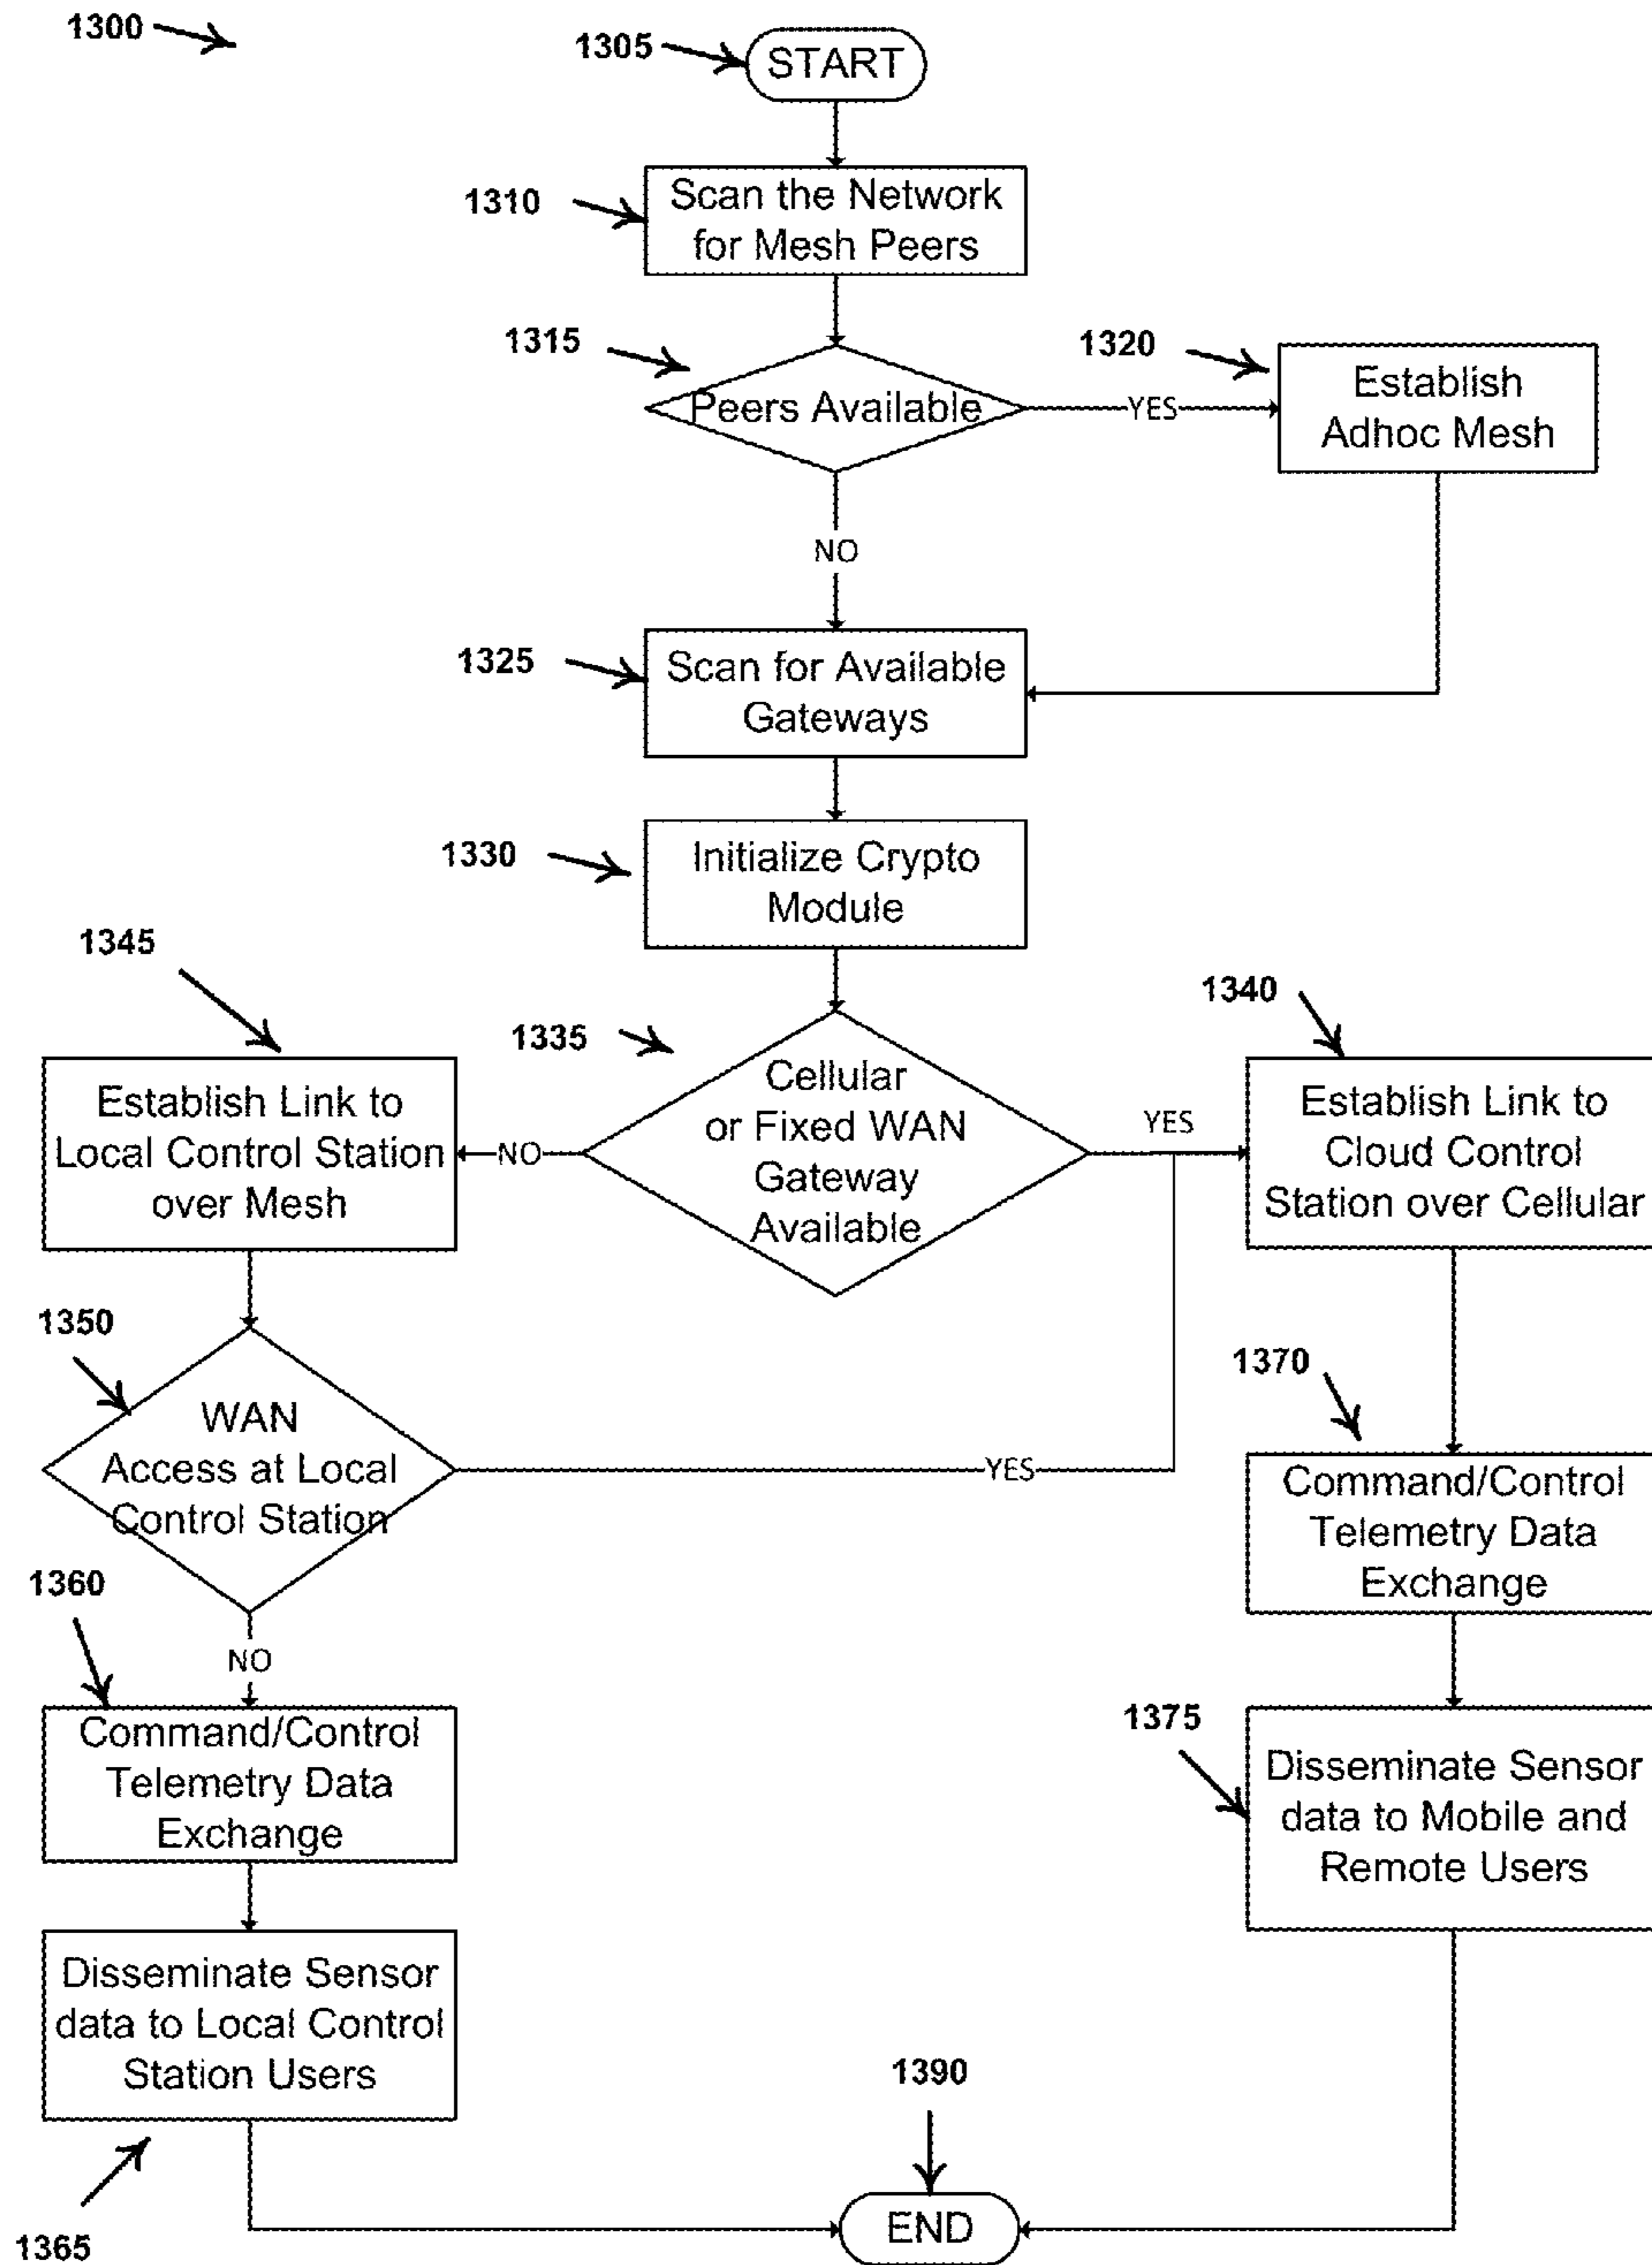 1300
1305
START
1310
Scan the Network
for Mesh Peers
1315
Peers Available
YES
1320
Establish
Adhoc Mesh
NO
1325
Scan for Available
Gateways
1330
Initialize Crypto
Module
1335
Cellular
or Fixed WAN
Gateway
Available
NO
YES
1345
Establish Link to
Local Control Station
over Mesh
1340
Establish Link to
Cloud Control
Station over Cellular
1350
WAN
Access at Local
Control Station
YES
NO
1370
Command/Control
Telemetry Data
Exchange
1360
Command/Control
Telemetry Data
Exchange
1375
Disseminate Sensor
data to Mobile and
Remote Users
Disseminate Sensor
data to Local Control
Station Users
1365
1390
END